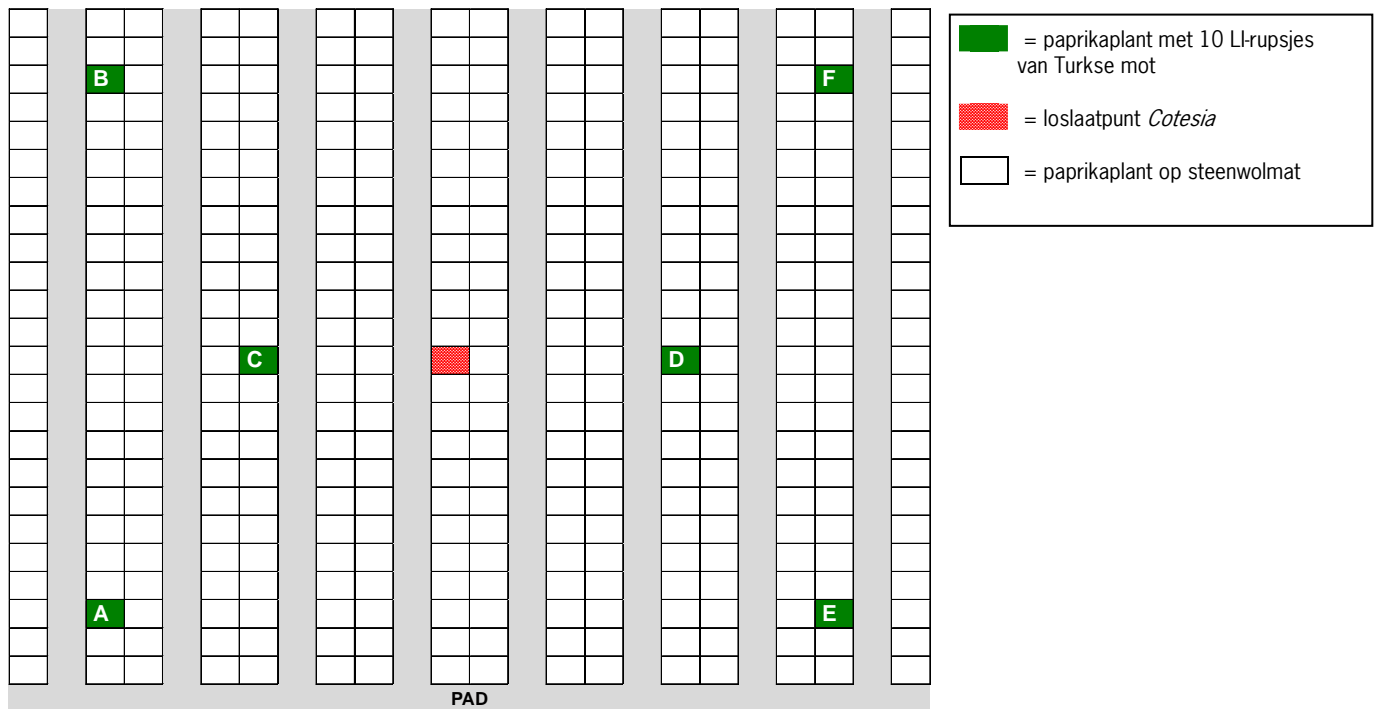 B
F
C
D
A
E
PAD
= paprikaplant met 10 LI-rupsjes
van Turkse mot
= loslaatpunt Cotesia
= paprikaplant op steenwolmat